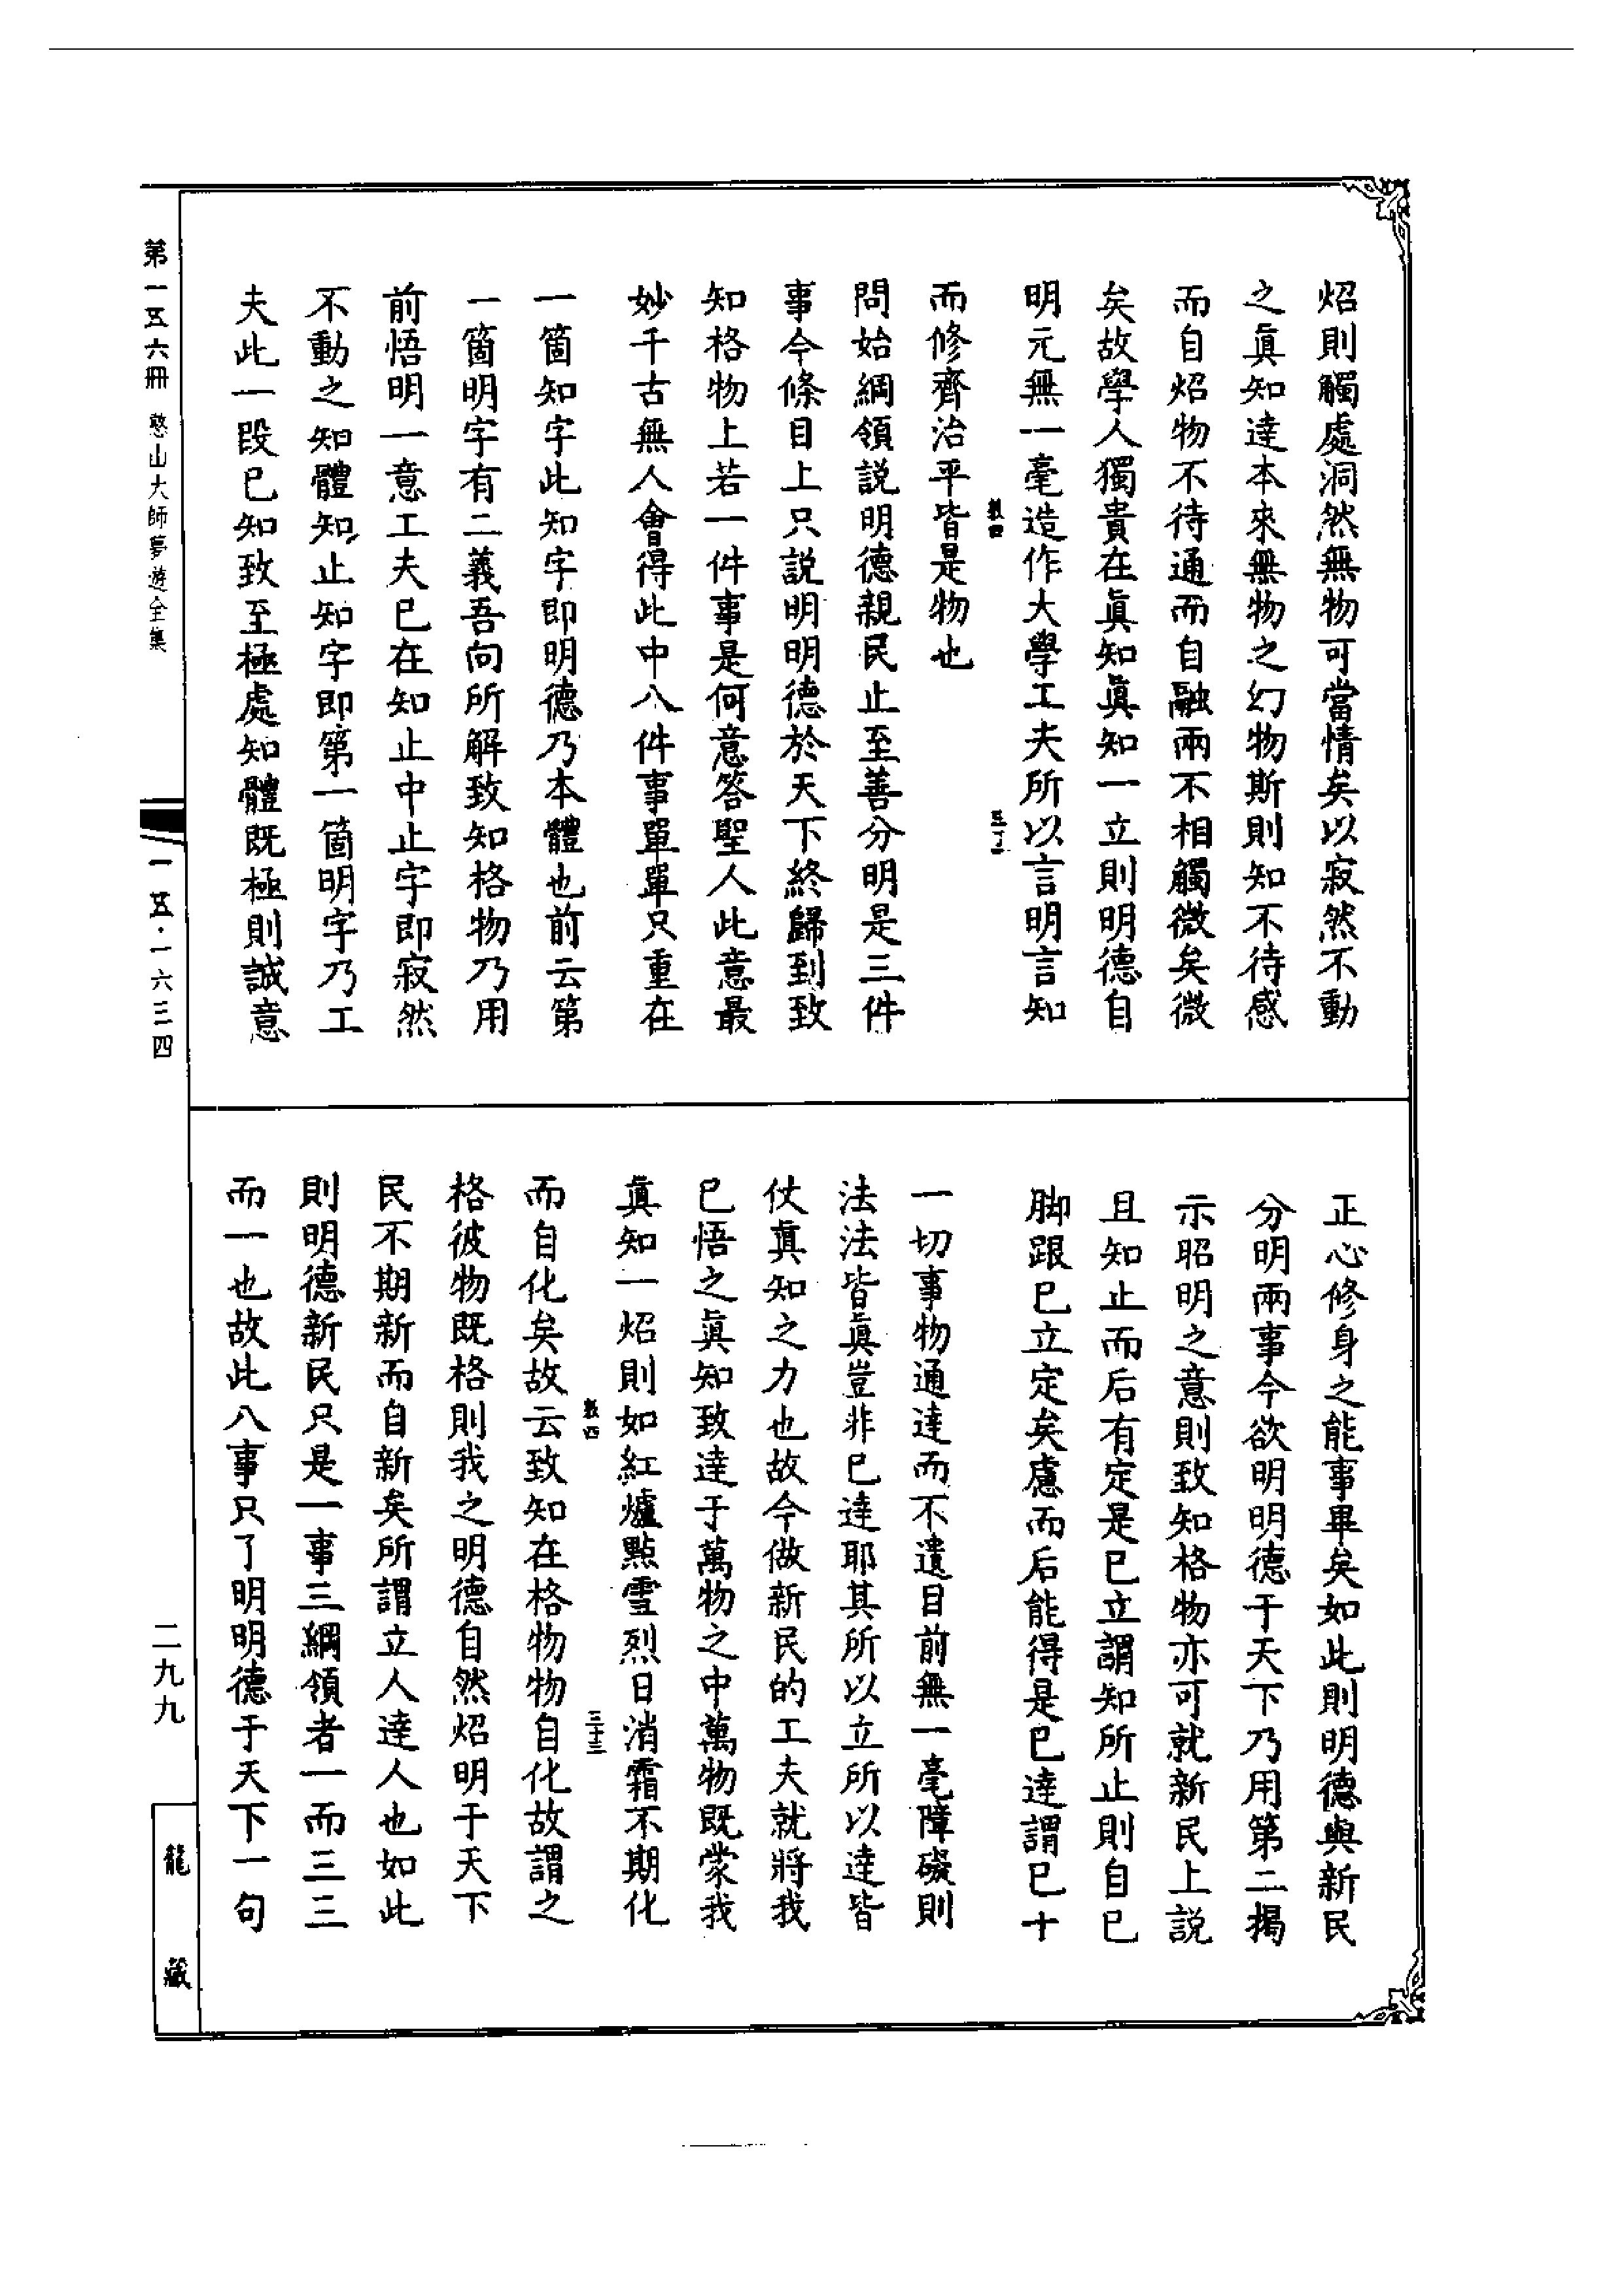 炤則觸處洞然無物可當情矣以寂然不動
之眞知達本來無物之幻物斯則知不待感
而自炤物不待通而自融兩不相觸微矣微
矣故學人獨貴在眞知眞知一立則明德自
明元無一毫造作大學工夫所以言明言知
而修齊治平皆是物也
問始綱領説明德親民止至善分明是三件
事今條目上只説明明德於天下終歸到致
知格物上若一件事是何意答聖人此意最
妙千古無人會得此中八件事單單只重在
一箇知字此知字即明德乃本體也前云第
一箇明字有二義吾向所解致知格物乃用
前悟明一意工夫已在知止中止字即寂然
不動之知體知止知字即第一箇明字乃工
夫此一段已知致至極處知體既極則誠意
正心修身之能事畢矣如此則明德與新民
分明兩事今欲明明德于天下乃用第二揭
示昭明之意則致知格物亦可就新民上説
且知止而后有定是已立謂知所止則自已
脚跟已立定矣慮而后能得是已達謂已十
一切事物通達而不遺目前無一毫障礙則
法法皆眞豈非已達耶其所以立所以達皆
仗眞知之力也故今做新民的工夫就將我
已悟之眞知致達于萬物之中萬物既蒙我
眞知一炤則如紅爐點雪烈日消霜不期化
而自化矣故云致知在格物物自化故謂之
格彼物既格則我之明德自然炤明于天下
民不期新而自新矣所謂立人達人也如此
則明德新民只是一事三綱領者一而三三
而一也故此八事只了明明德于天下一句
第一五六冊 憨山大師夢遊全集
一五·一六三四
二九九
龍藏